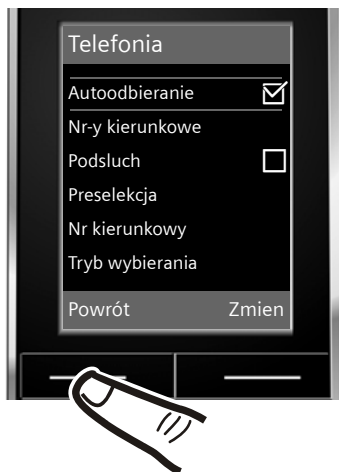 Telefonia
Autoodbieranie
Nr-y kierunkowe
Podsluch
Preselekcja
Nr kierunkowy
Tryb wybierania
Powrót Zmien